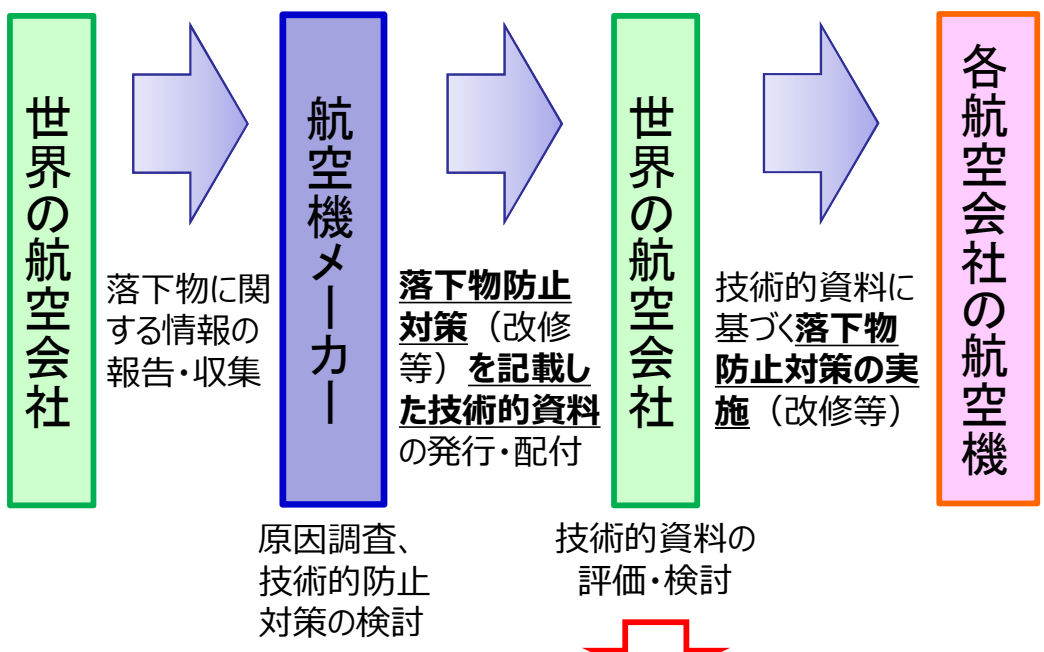 世界の航空会社
落下物に関
する情報の
報告・収集
航空機メーカー
原因調査、
技術的防止
対策の検討
落下物防止
対策（改修
等）を記載し
た技術的資料
の発行・配付
世界の航空会社
技術的資料の
評価・検討
技術的資料に
基づく落下物
防止対策の実
施（改修等）
各航空会社の航空機